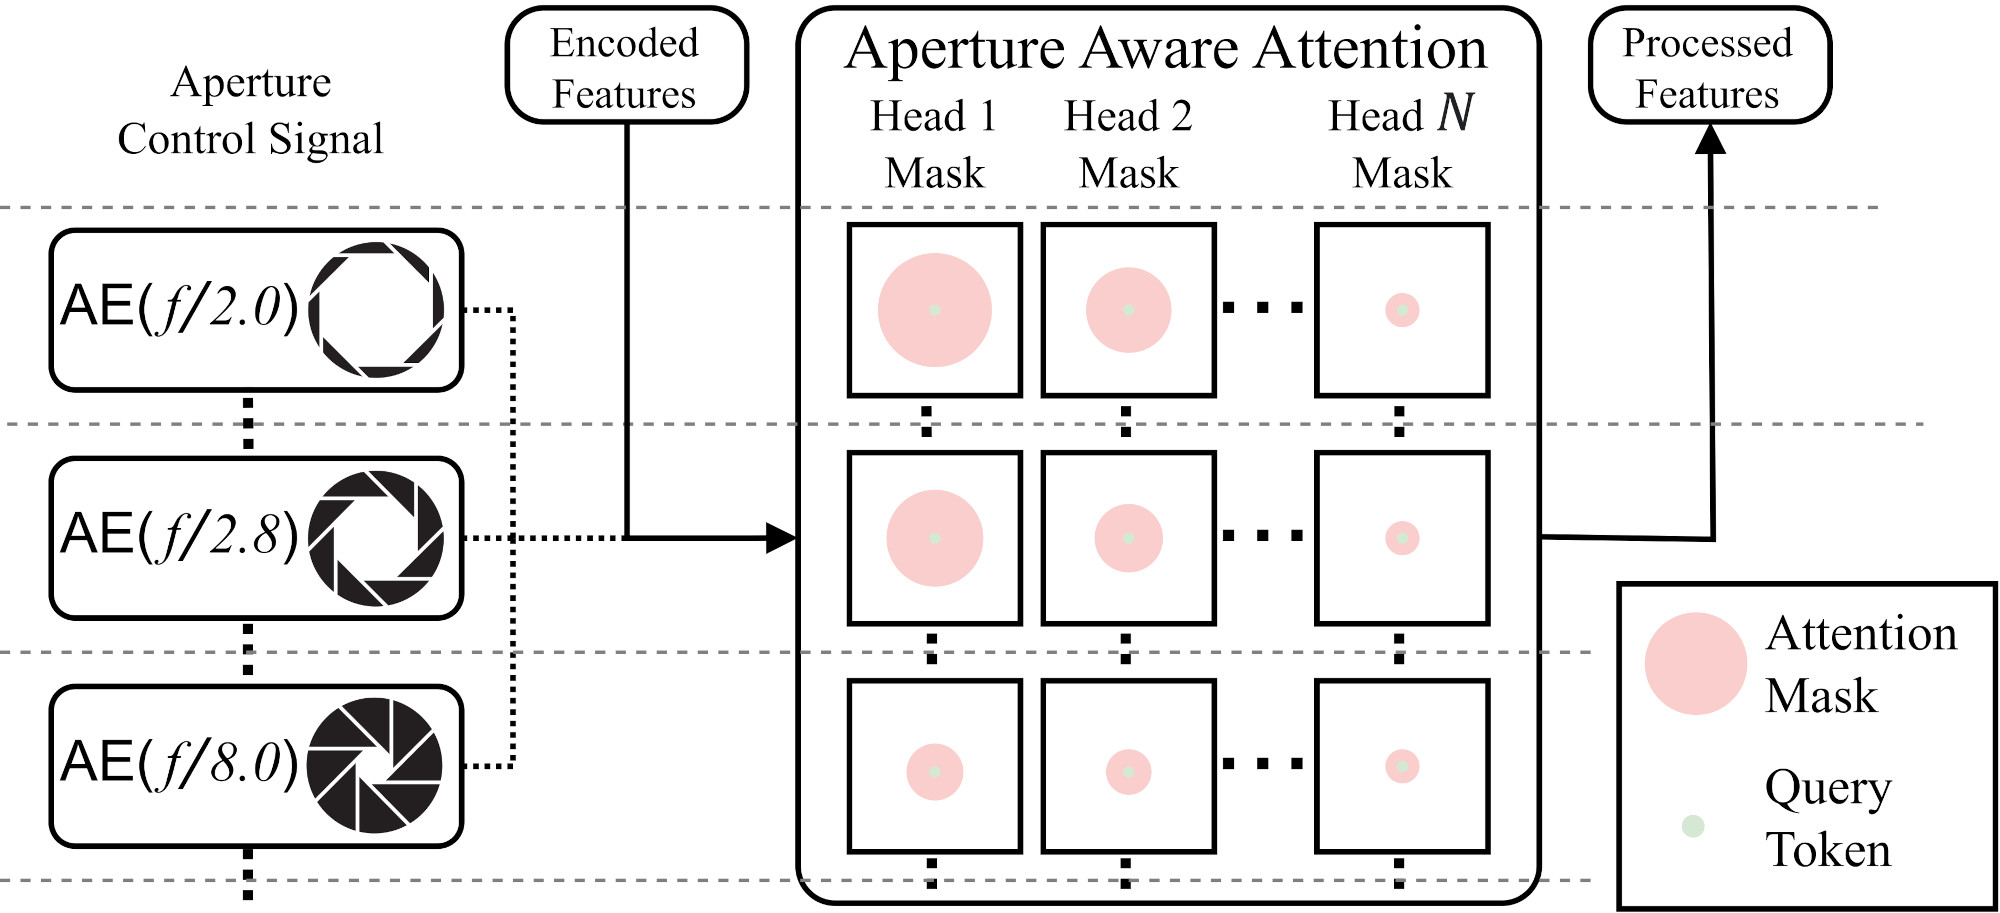 Aperture
Control Signal
Encoded
Features
Aperture Aware Attention
Head 1
Mask
Head 2
Mask
Head N
Mask
Processed
Features
AE(f/2.0)
AE(f/2.8)
AE(f/8.0)
Attention
Mask
Query
Token